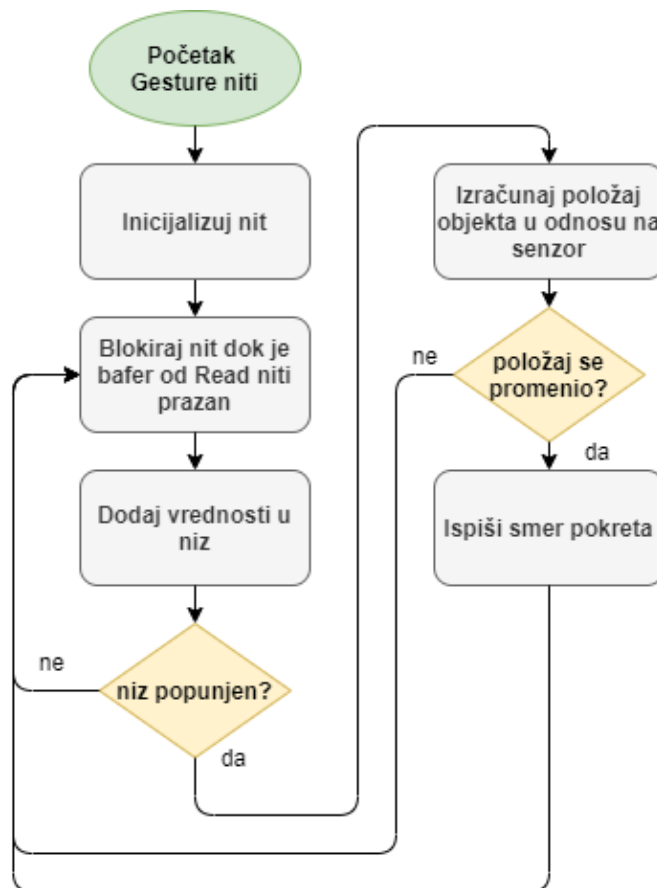 Početak
Gesture niti
Inicijalizuj nit
Blokiraj nit dok je
bafer od Read niti
prazan
Dodaj vrednosti u
niz
ne
niz popunjen?
da
Izračunaj položaj
objekta u odnosu na
senzor
ne
položaj se
promenio?
da
Ispiši smer pokreta